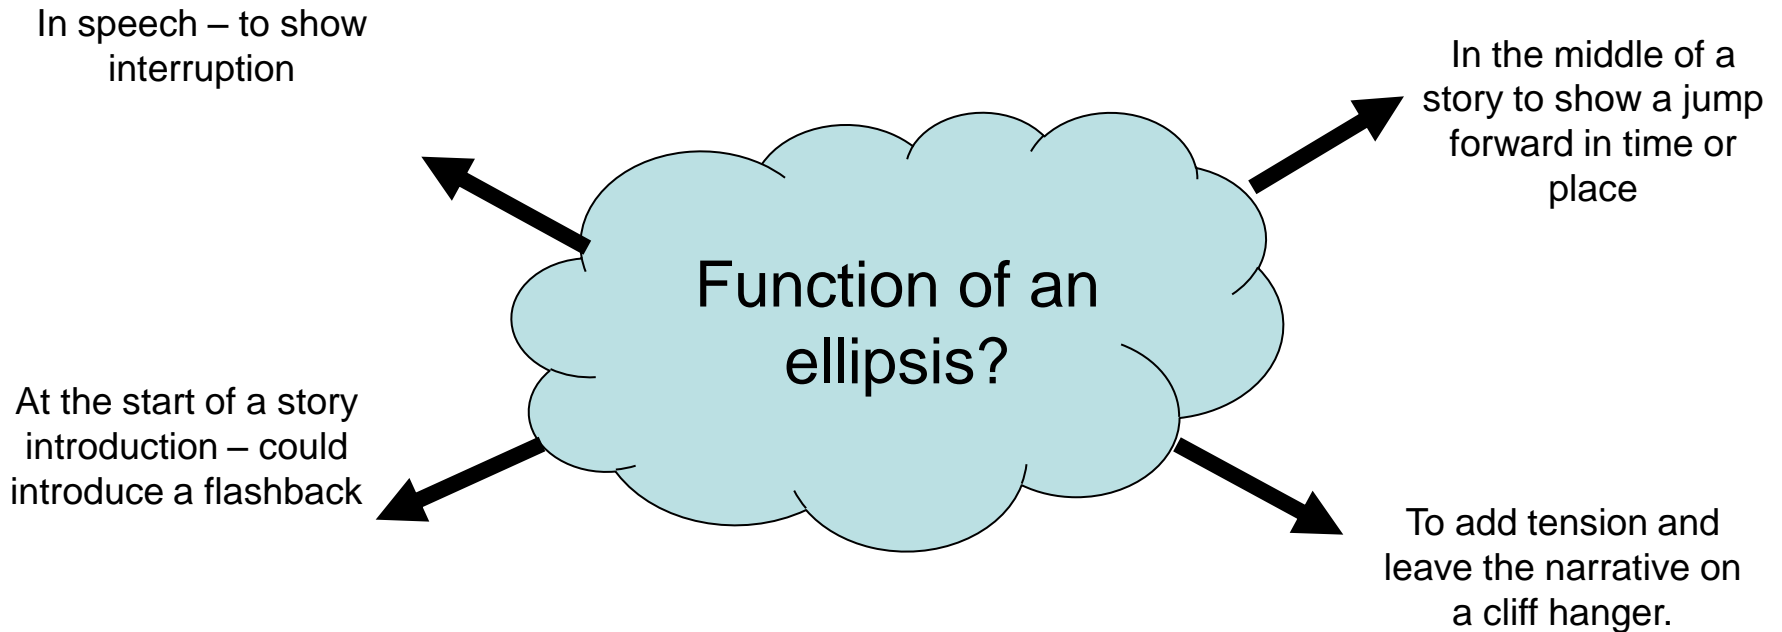 In speech – to show
interruption
In the middle of a
story to show a jump
forward in time or
place
Function of an
ellipsis?
At the start of a story
introduction – could
introduce a flashback
To add tension and
leave the narrative on
a cliff hanger.